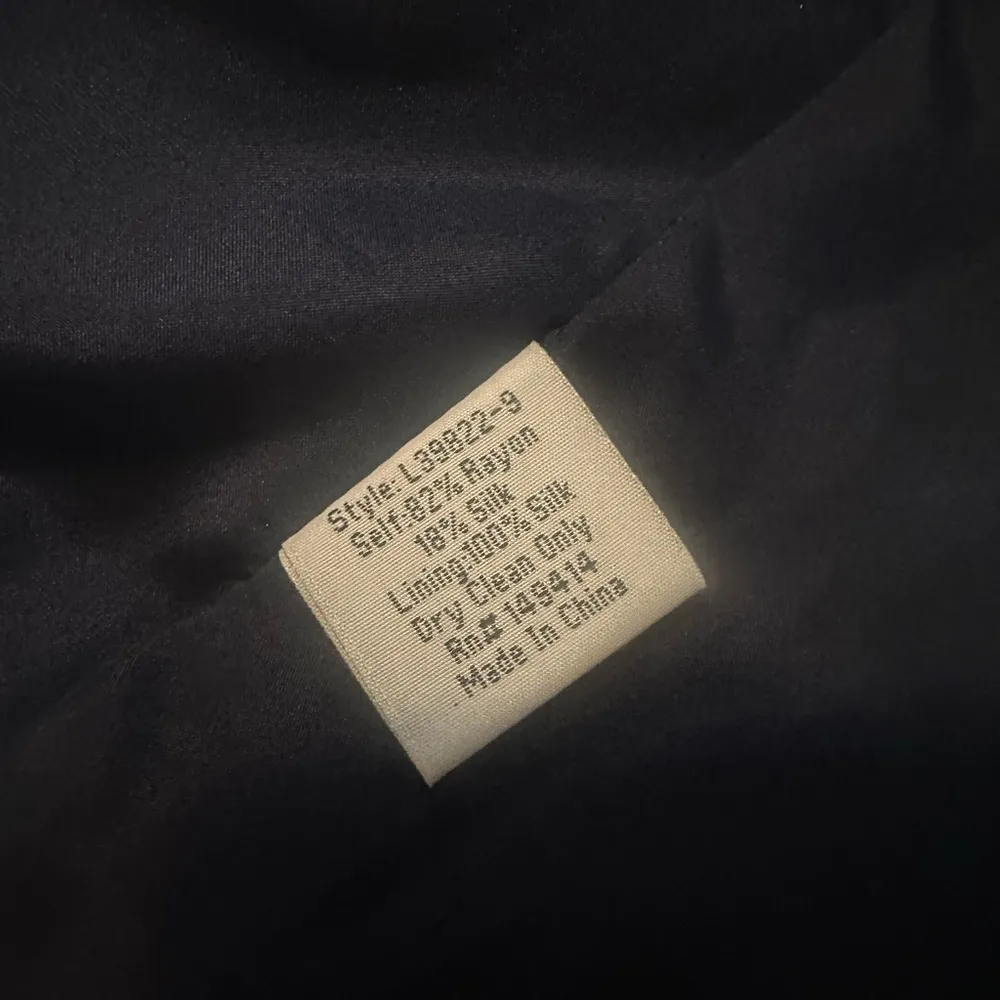 Style: L39822-9
Self:82% Rayon
18% Silk
Lining:100% Silk
Dry Clean Only
Rn# 149414
Made In China